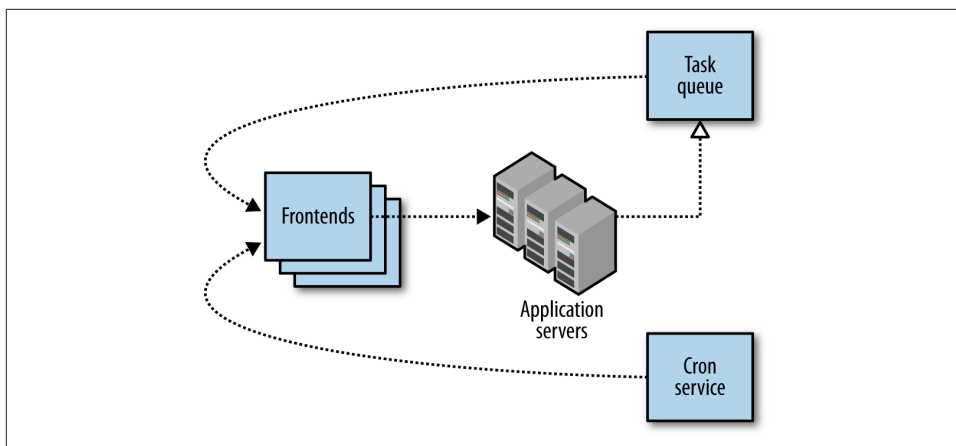 Task
queue
Frontends
Application
servers
Cron
service